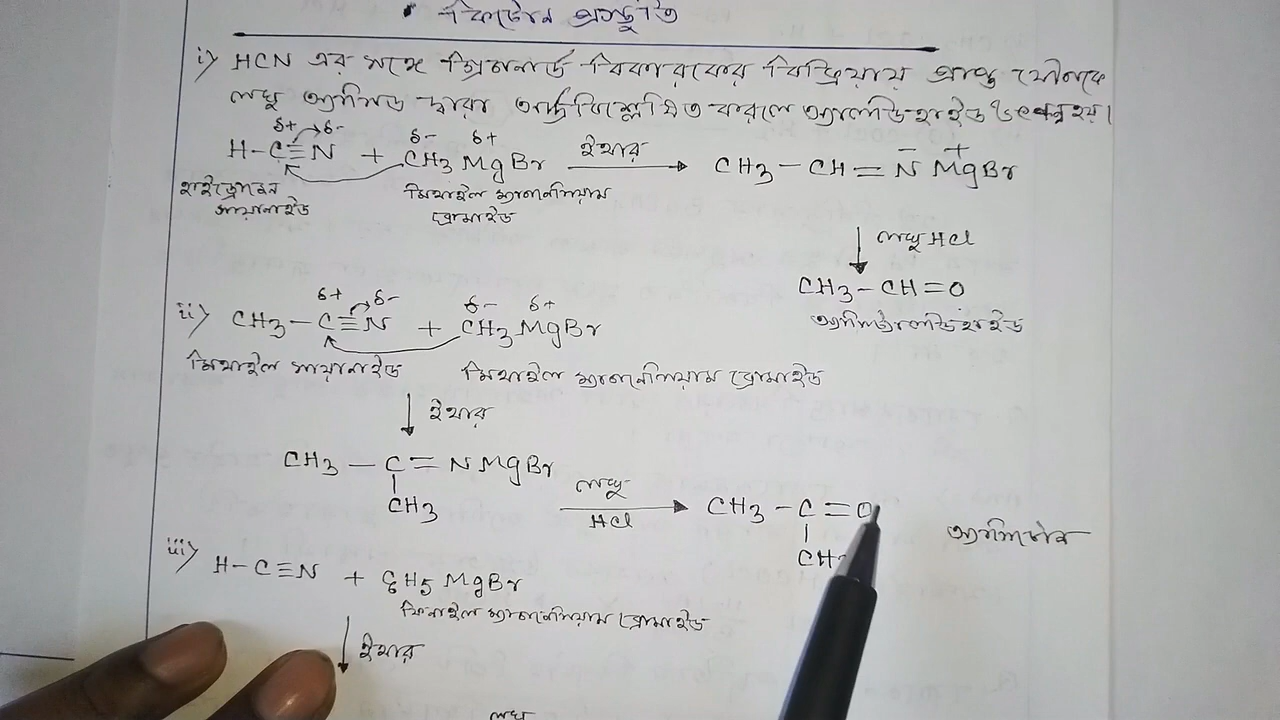 • কিটোন প্রস্তুতি
i) HCN এর সঙ্গে গ্রিগনার্ড বিকারকের বিক্রিয়ায় প্রাপ্ত যৌগকে
লঘু অ্যাসিড দ্বারা আর্দ্রবিশ্লেষিত করলে অ্যালডিহাইড উৎপন্ন হয়।
δ+ δ- δ- δ+
H-C≡N + CH3MgBr ইথার CH3-CH=N⁻ M⁺gBr
হাইড্রোজেন সায়ানাইড মিথাইল ম্যাগনেসিয়াম ব্রোমাইড
লঘু HCl
CH3-CH=O
অ্যাসিট্যালডিহাইড
δ+ δ- δ- δ+
ii) CH3-C≡N + CH3MgBr
মিথাইল সায়ানাইড মিথাইল ম্যাগনেসিয়াম ব্রোমাইড
ইথার
CH3-C=NMgBr লঘু HCl CH3-C=O অ্যাসিটোন
CH3 CH
iii) H-C≡N + C6H5MgBr
ফিনাইল ম্যাগনেসিয়াম ব্রোমাইড
ইথার
লঘু